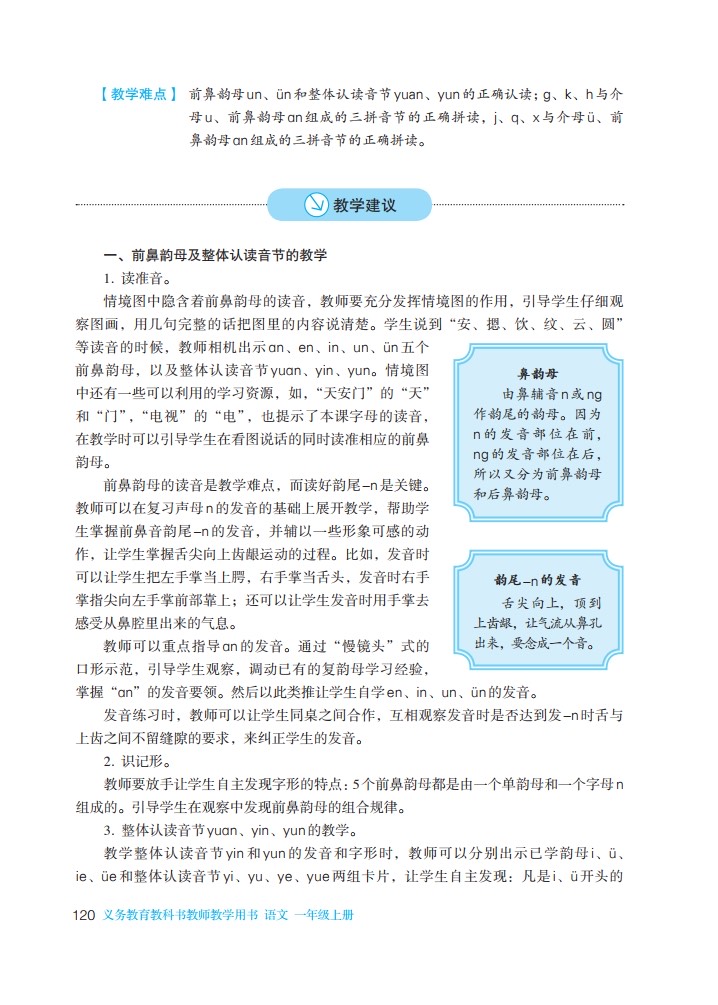 【教学难点】 前鼻韵母un、ün和整体认读音节yuan、yun的正确认读；g、k、h与介
母u、前鼻韵母an组成的三拼音节的正确拼读，j、q、x与介母ü、前
鼻韵母an组成的三拼音节的正确拼读。
教学建议
一、前鼻韵母及整体认读音节的教学
1. 读准音。
情境图中隐含着前鼻韵母的读音，教师要充分发挥情境图的作用，引导学生仔细观
察图画，用几句完整的话把图里的内容说清楚。学生说到“安、摁、饮、纹、云、圆”
等读音的时候，教师相机出示an、en、in、un、ün五个
前鼻韵母，以及整体认读音节yuan、yin、yun。情境图
中还有一些可以利用的学习资源，如，“天安门”的“天”
和“门”，“电视”的“电”，也提示了本课字母的读音，
在教学时可以引导学生在看图说话的同时读准相应的前鼻
韵母。
前鼻韵母的读音是教学难点，而读好韵尾–n是关键。
教师可以在复习声母n的发音的基础上展开教学，帮助学
生掌握前鼻音韵尾–n的发音，并辅以一些形象可感的动
作，让学生掌握舌尖向上齿龈运动的过程。比如，发音时
可以让学生把左手掌当上腭，右手掌当舌头，发音时右手
掌指尖向左手掌前部靠上；还可以让学生发音时用手掌去
感受从鼻腔里出来的气息。
教师可以重点指导an的发音。通过“慢镜头”式的
口形示范，引导学生观察，调动已有的复韵母学习经验，
掌握“an”的发音要领。然后以此类推让学生自学en、in、un、ün的发音。
鼻韵母
由鼻辅音n或ng
作韵尾的韵母。因为
n的发音部位在前，
ng的发音部位在后，
所以又分为前鼻韵母
和后鼻韵母。
韵尾–n的发音
舌尖向上，顶到
上齿龈，让气流从鼻孔
出来，要念成一个音。
发音练习时，教师可以让学生同桌之间合作，互相观察发音时是否达到发–n时舌与
上齿之间不留缝隙的要求，来纠正学生的发音。
2. 识记形。
教师要放手让学生自主发现字形的特点：5个前鼻韵母都是由一个单韵母和一个字母n
组成的。引导学生在观察中发现前鼻韵母的组合规律。
3. 整体认读音节yuan、yin、yun的教学。
教学整体认读音节yin和yun的发音和字形时，教师可以分别出示已学韵母i、ü、
ie、üe和整体认读音节yi、yu、ye、yue两组卡片，让学生自主发现：凡是i、ü开头的
120 义务教育教科书教师教学用书 语文 一年级上册